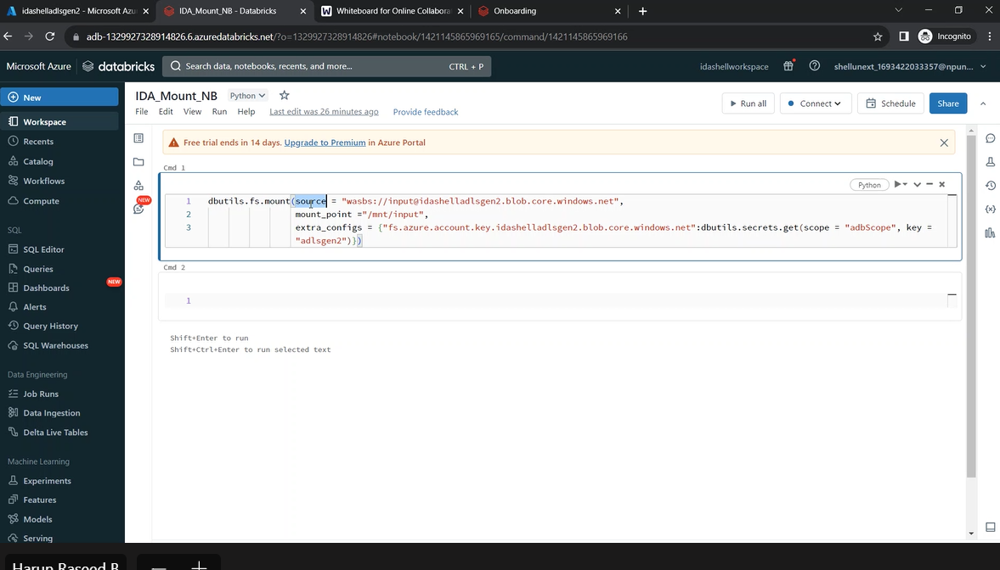 idashelladlsgen2 - Microsoft Azu
IDA_Mount_NB - Databricks
Whiteboard for Online Collabora
Onboarding
adb-1329927328914826.6.azuredatabricks.net/?o=1329927328914826#notebook/1421145865969165/command/1421145865969166
Incognito
Microsoft Azure
databricks
Search data, notebooks, recents, and more...
CTRL + P
idashellworkspace
shellunext_1693422033357@npun...
New
Workspace
Recents
Catalog
Workflows
Compute
SQL
SQL Editor
Queries
Dashboards
NEW
Alerts
Query History
SQL Warehouses
Data Engineering
Job Runs
Data Ingestion
Delta Live Tables
Machine Learning
Experiments
Features
Models
Serving
IDA_Mount_NB
Python
File Edit View Run Help Last edit was 26 minutes ago Provide feedback
Run all
Connect
Schedule
Share
NEW
Free trial ends in 14 days. Upgrade to Premium in Azure Portal
Cmd 1
Python
1 dbutils.fs.mount(source = "wasbs://input@idashelladlsgen2.blob.core.windows.net",
2 mount_point ="/mnt/input",
3 extra_configs = {"fs.azure.account.key.idashelladlsgen2.blob.core.windows.net":dbutils.secrets.get(scope = "adbScope", key =
"adlsgen2")})
Cmd 2
1
Shift+Enter to run
Shift+Ctrl+Enter to run selected text
Harun Raseed B